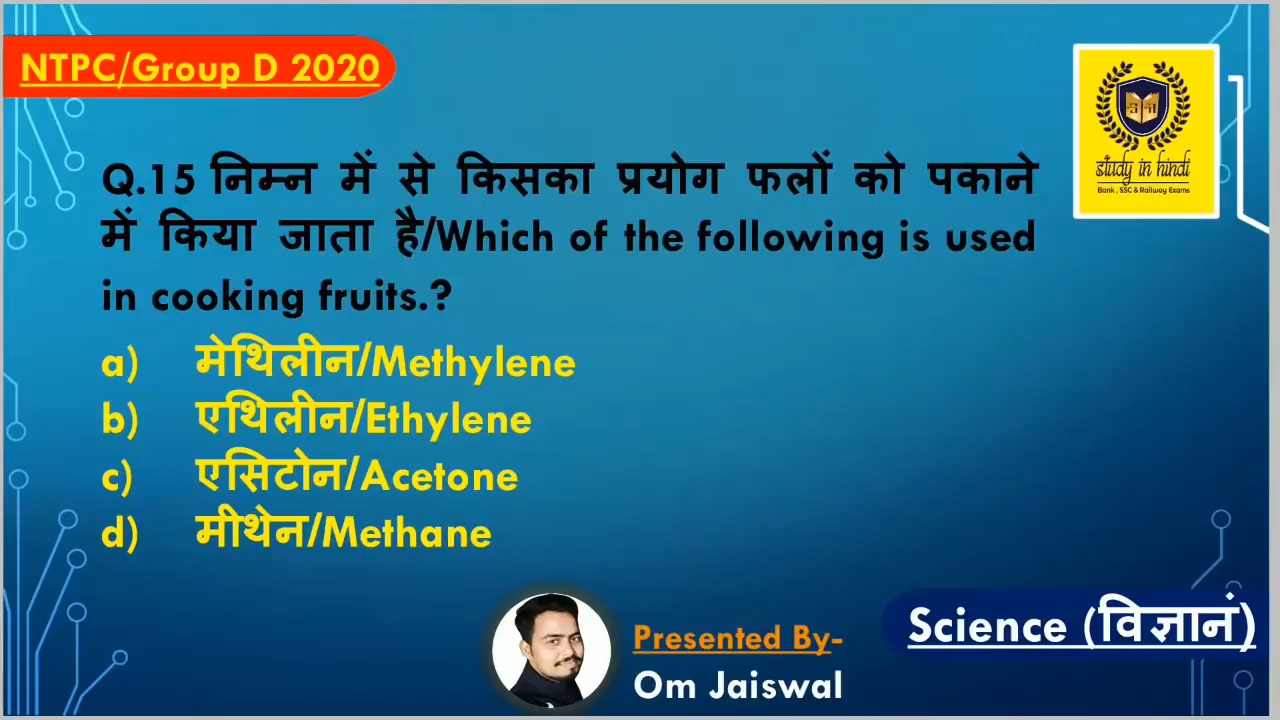 NTPC/Group D 2020
study in hindi
Bank , SSC & Railway Exams
Q.15 निम्न में से किसका प्रयोग फलों को पकाने
में किया जाता है/Which of the following is used
in cooking fruits.?
a) मेथिलीन/Methylene
b) एथिलीन/Ethylene
c) एसिटोन/Acetone
d) मीथेन/Methane
Presented By-
Om Jaiswal
Science (विज्ञानं)